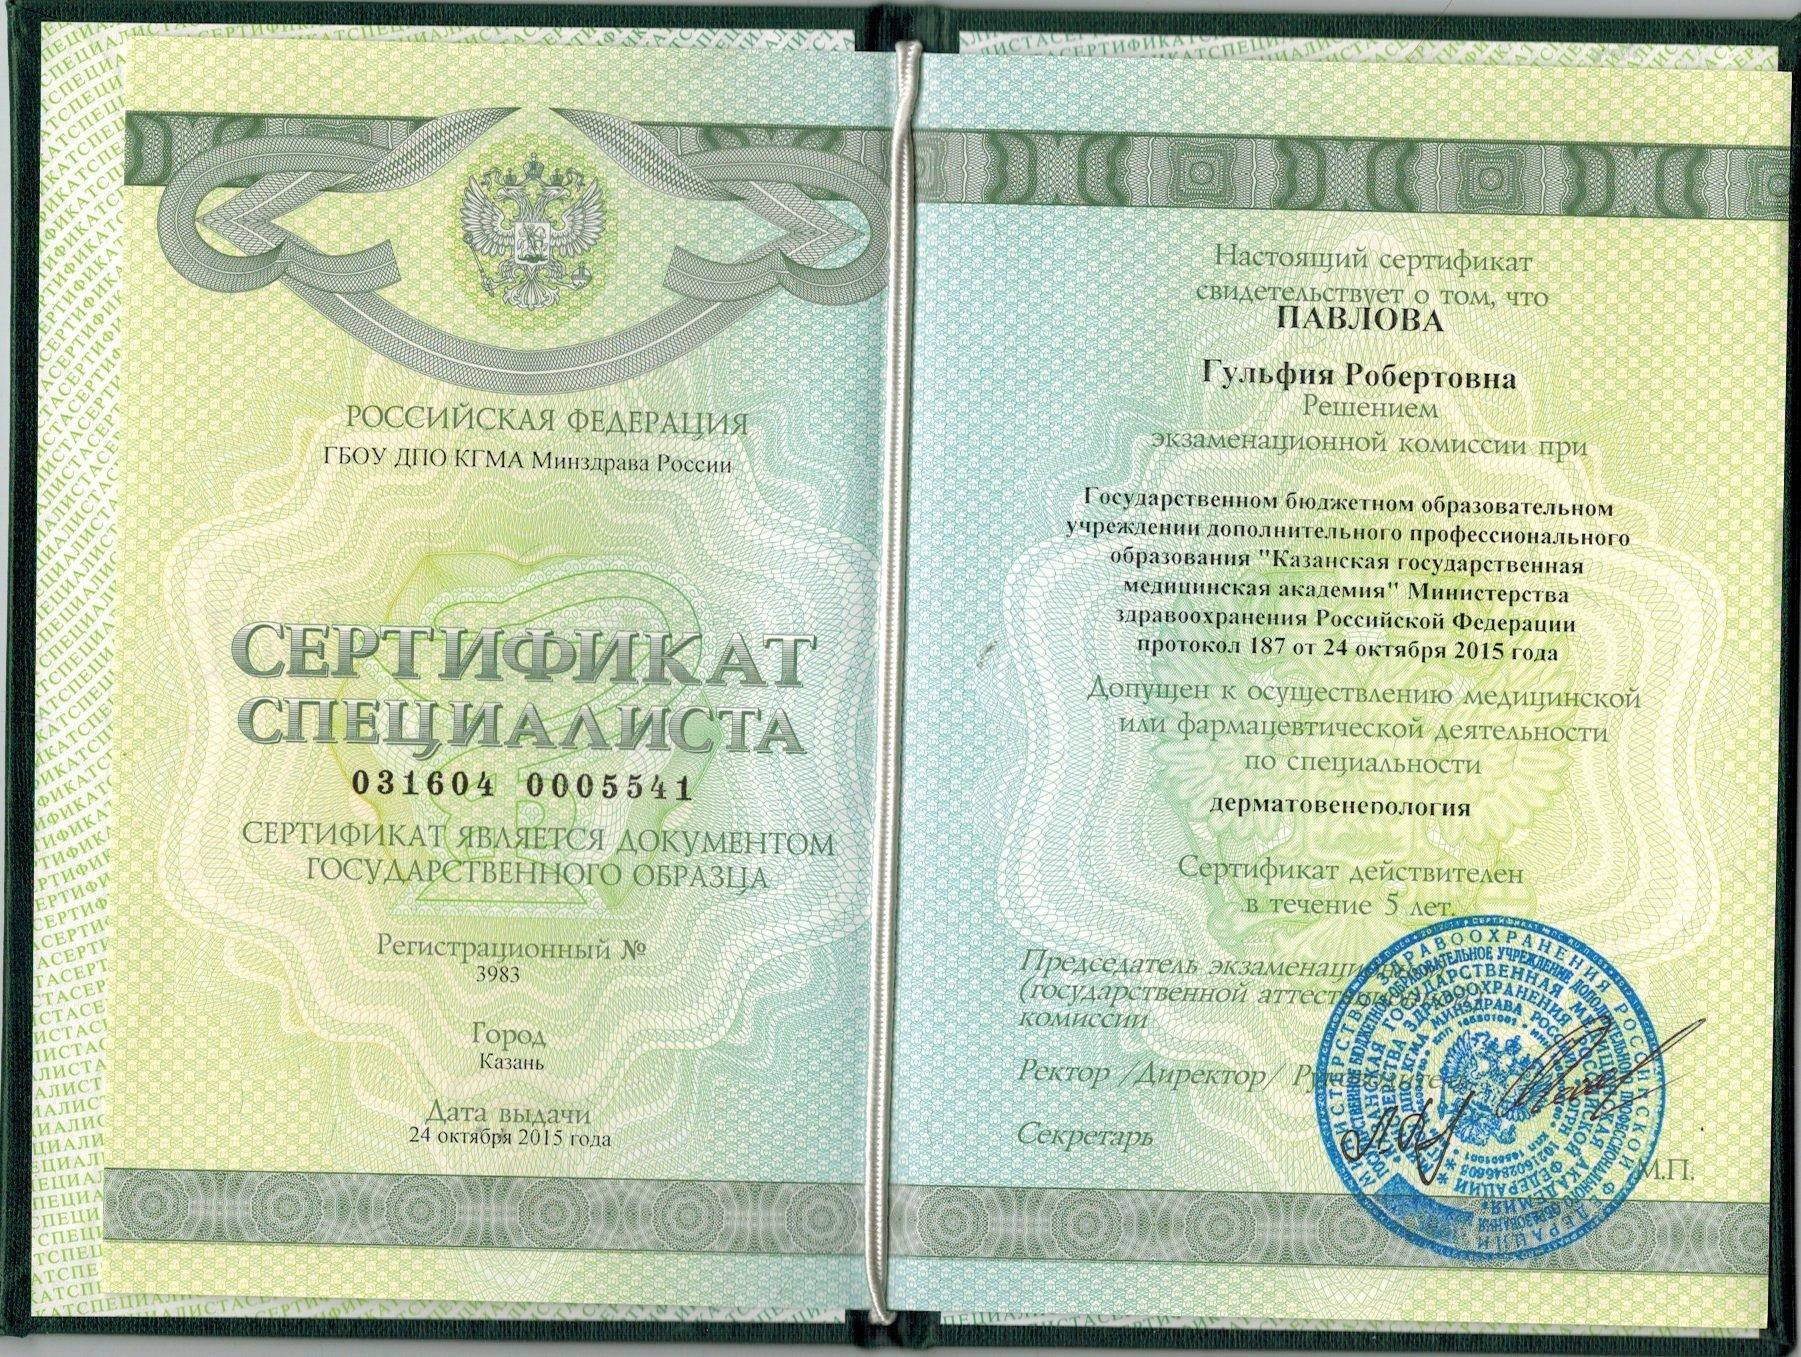 РОССИЙСКАЯ ФЕДЕРАЦИЯ
ГБОУ ДПО КГМА Минздрава России
СЕРТИФИКАТ
СПЕЦИАЛИСТА
031604 0005541
СЕРТИФИКАТ ЯВЛЯЕТСЯ ДОКУМЕНТОМ
ГОСУДАРСТВЕННОГО ОБРАЗЦА
Регистрационный №
3983
Город
Казань
Дата выдачи
24 октября 2015 года
Настоящий сертификат
свидетельствует о том, что
ПАВЛОВА
Гульфия Робертовна
Решением
экзаменационной комиссии при
Государственном бюджетном образовательном
учреждении дополнительного профессионального
образования "Казанская государственная
медицинская академия" Министерства
здравоохранения Российской Федерации
протокол 187 от 24 октября 2015 года
Допущен к осуществлению медицинской
или фармацевтической деятельности
по специальности
дерматовенерология
Сертификат действителен
в течение 5 лет.
Председатель экзаменационной
(государственной аттестационной)
комиссии
Ректор /Директор/ Руководитель
Секретарь
М.П.